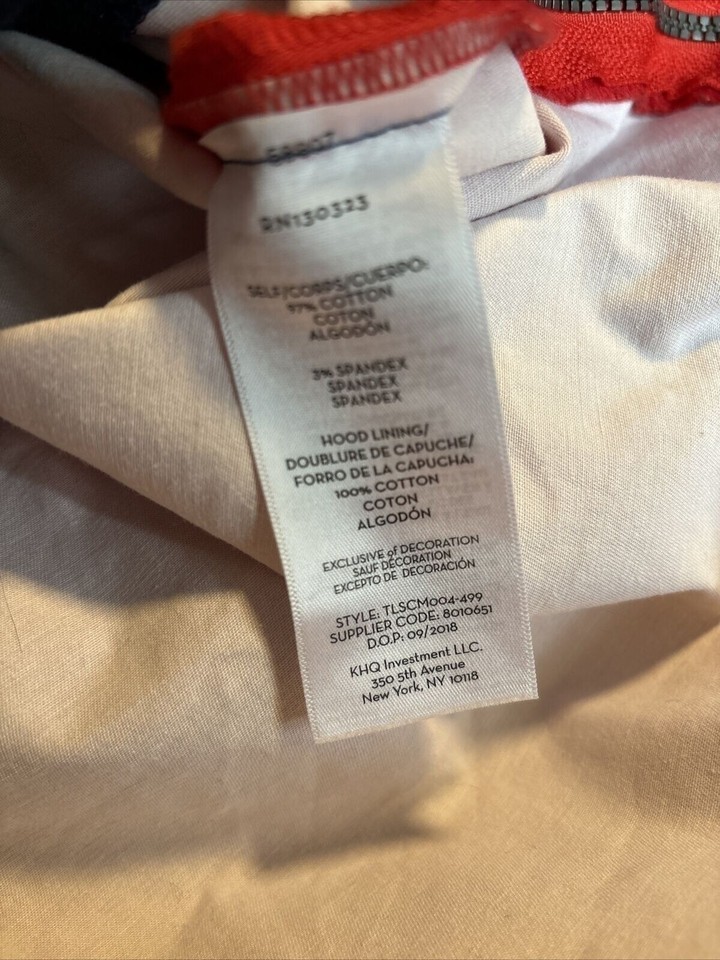 RN130323
SELF/CORPS/CUERPO:
97% COTTON
COTON
ALGODÓN
3% SPANDEX
SPANDEX
SPANDEX
HOOD LINING/
DOUBLURE DE CAPUCHE/
FORRO DE LA CAPUCHA:
100% COTTON
COTON
ALGODÓN
EXCLUSIVE of DECORATION
SAUF DÉCORATION
EXCEPTO DE DECORACIÓN
STYLE: TLSCM004-499
SUPPLIER CODE: 8010651
D.O.P: 09/2018
KHQ Investment LLC.
350 5th Avenue
New York, NY 10118